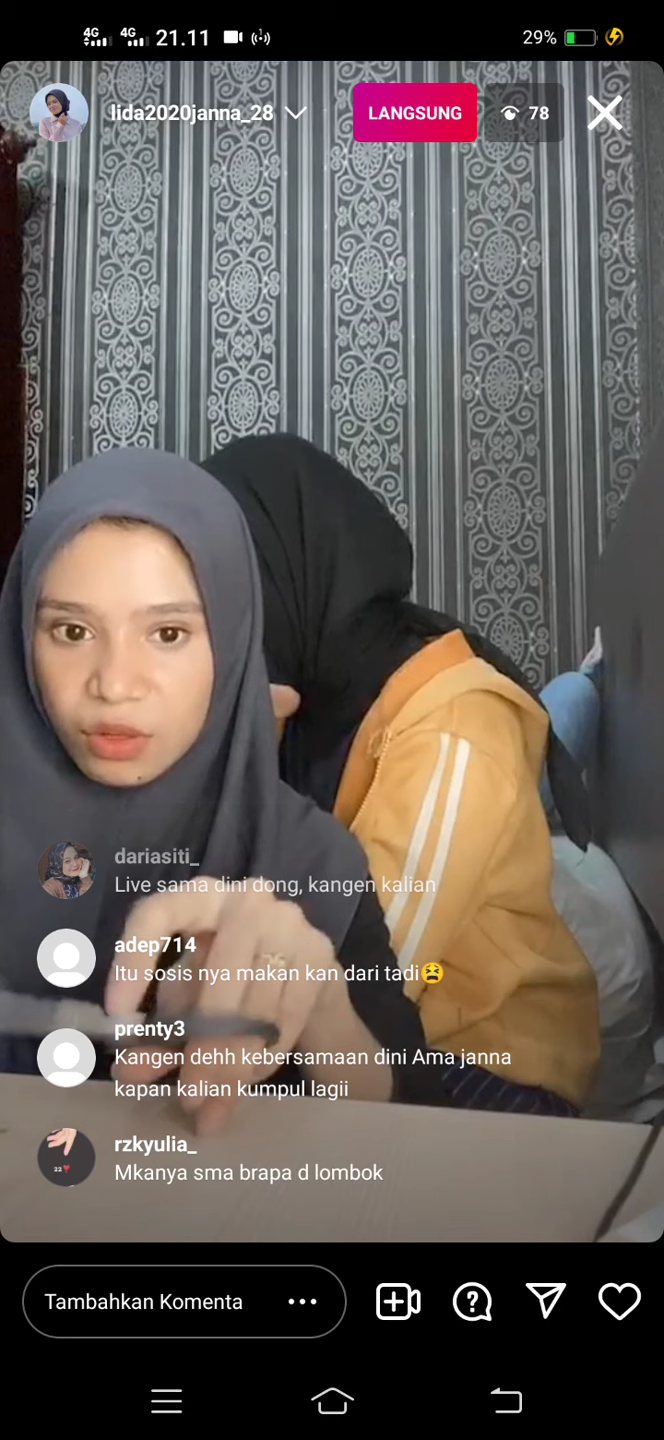 4G 4G 21.11 29%
lida2020janna_28 LANGSUNG 78
dariasiti_
Live sama dini dong, kangen kalian
adep714
Itu sosis nya makan kan dari tadi😫
prenty3
Kangen dehh kebersamaan dini Ama janna
kapan kalian kumpul lagii
rzkyulia_
Mkanya sma brapa d lombok
Tambahkan Komenta